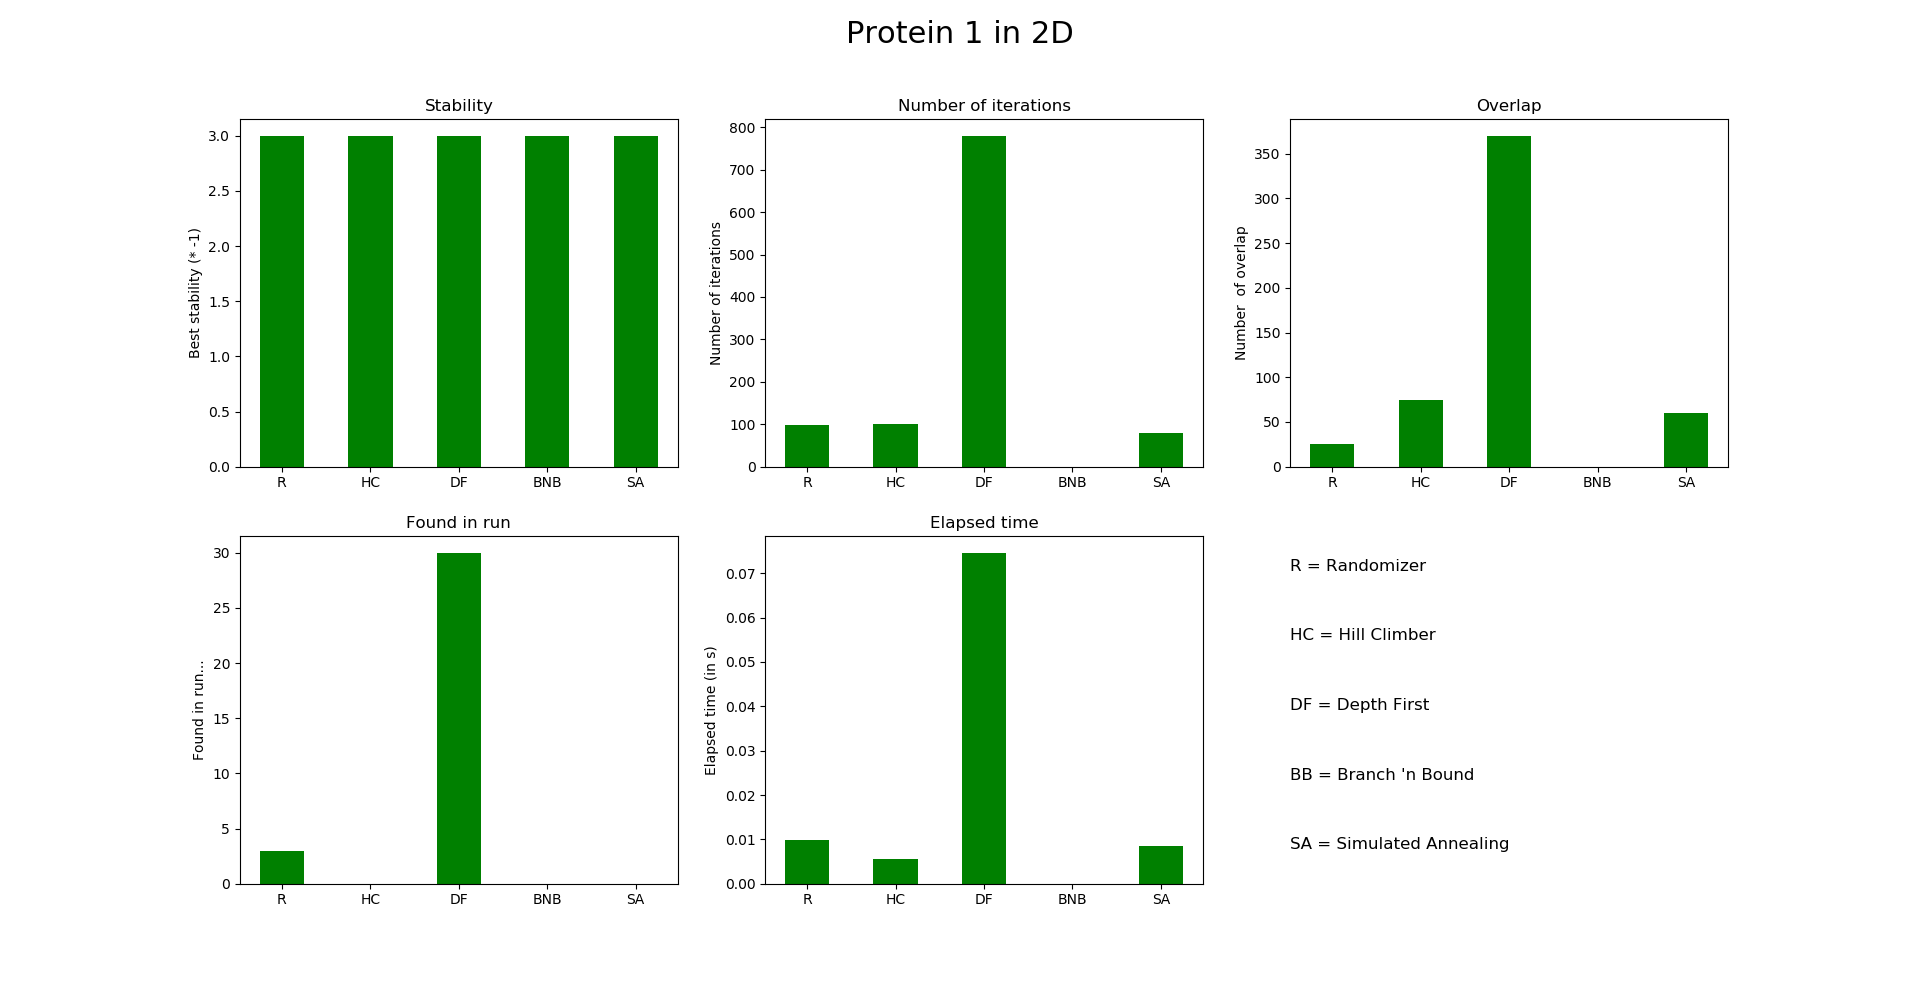 Protein 1 in 2D
Stability
Best stability (* -1)
3.0
2.5
2.0
1.5
1.0
0.5
0.0
R HC DF BNB SA
Number of iterations
Number of iterations
800
700
600
500
400
300
200
100
0
R HC DF BNB SA
Overlap
Number  of overlap
350
300
250
200
150
100
50
0
R HC DF BNB SA
Found in run
Found in run...
30
25
20
15
10
5
0
R HC DF BNB SA
Elapsed time
Elapsed time (in s)
0.07
0.06
0.05
0.04
0.03
0.02
0.01
0.00
R HC DF BNB SA
R = Randomizer
HC = Hill Climber
DF = Depth First
BB = Branch 'n Bound
SA = Simulated Annealing